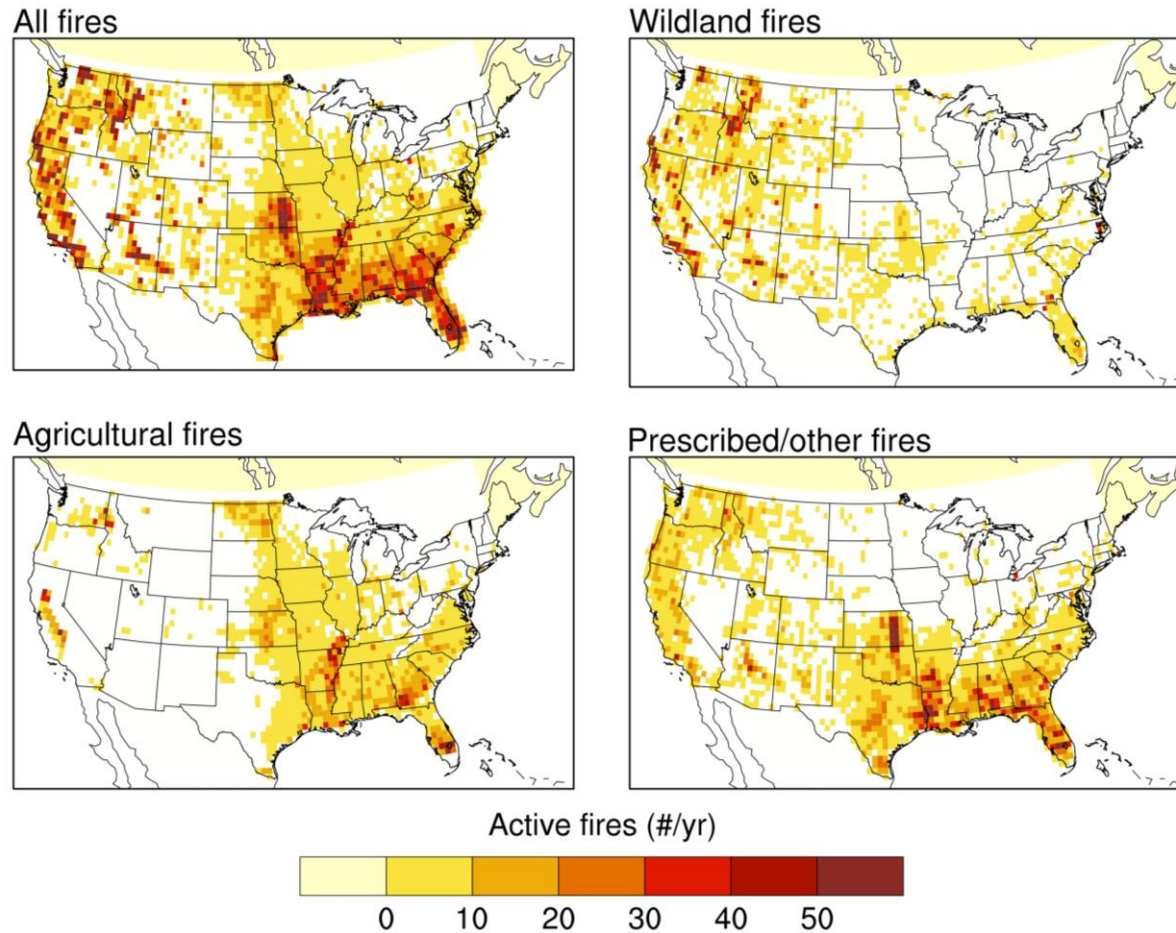 All fires
Wildland fires
Agricultural fires
Prescribed/other fires
Active fires (#/yr)
0 10 20 30 40 50